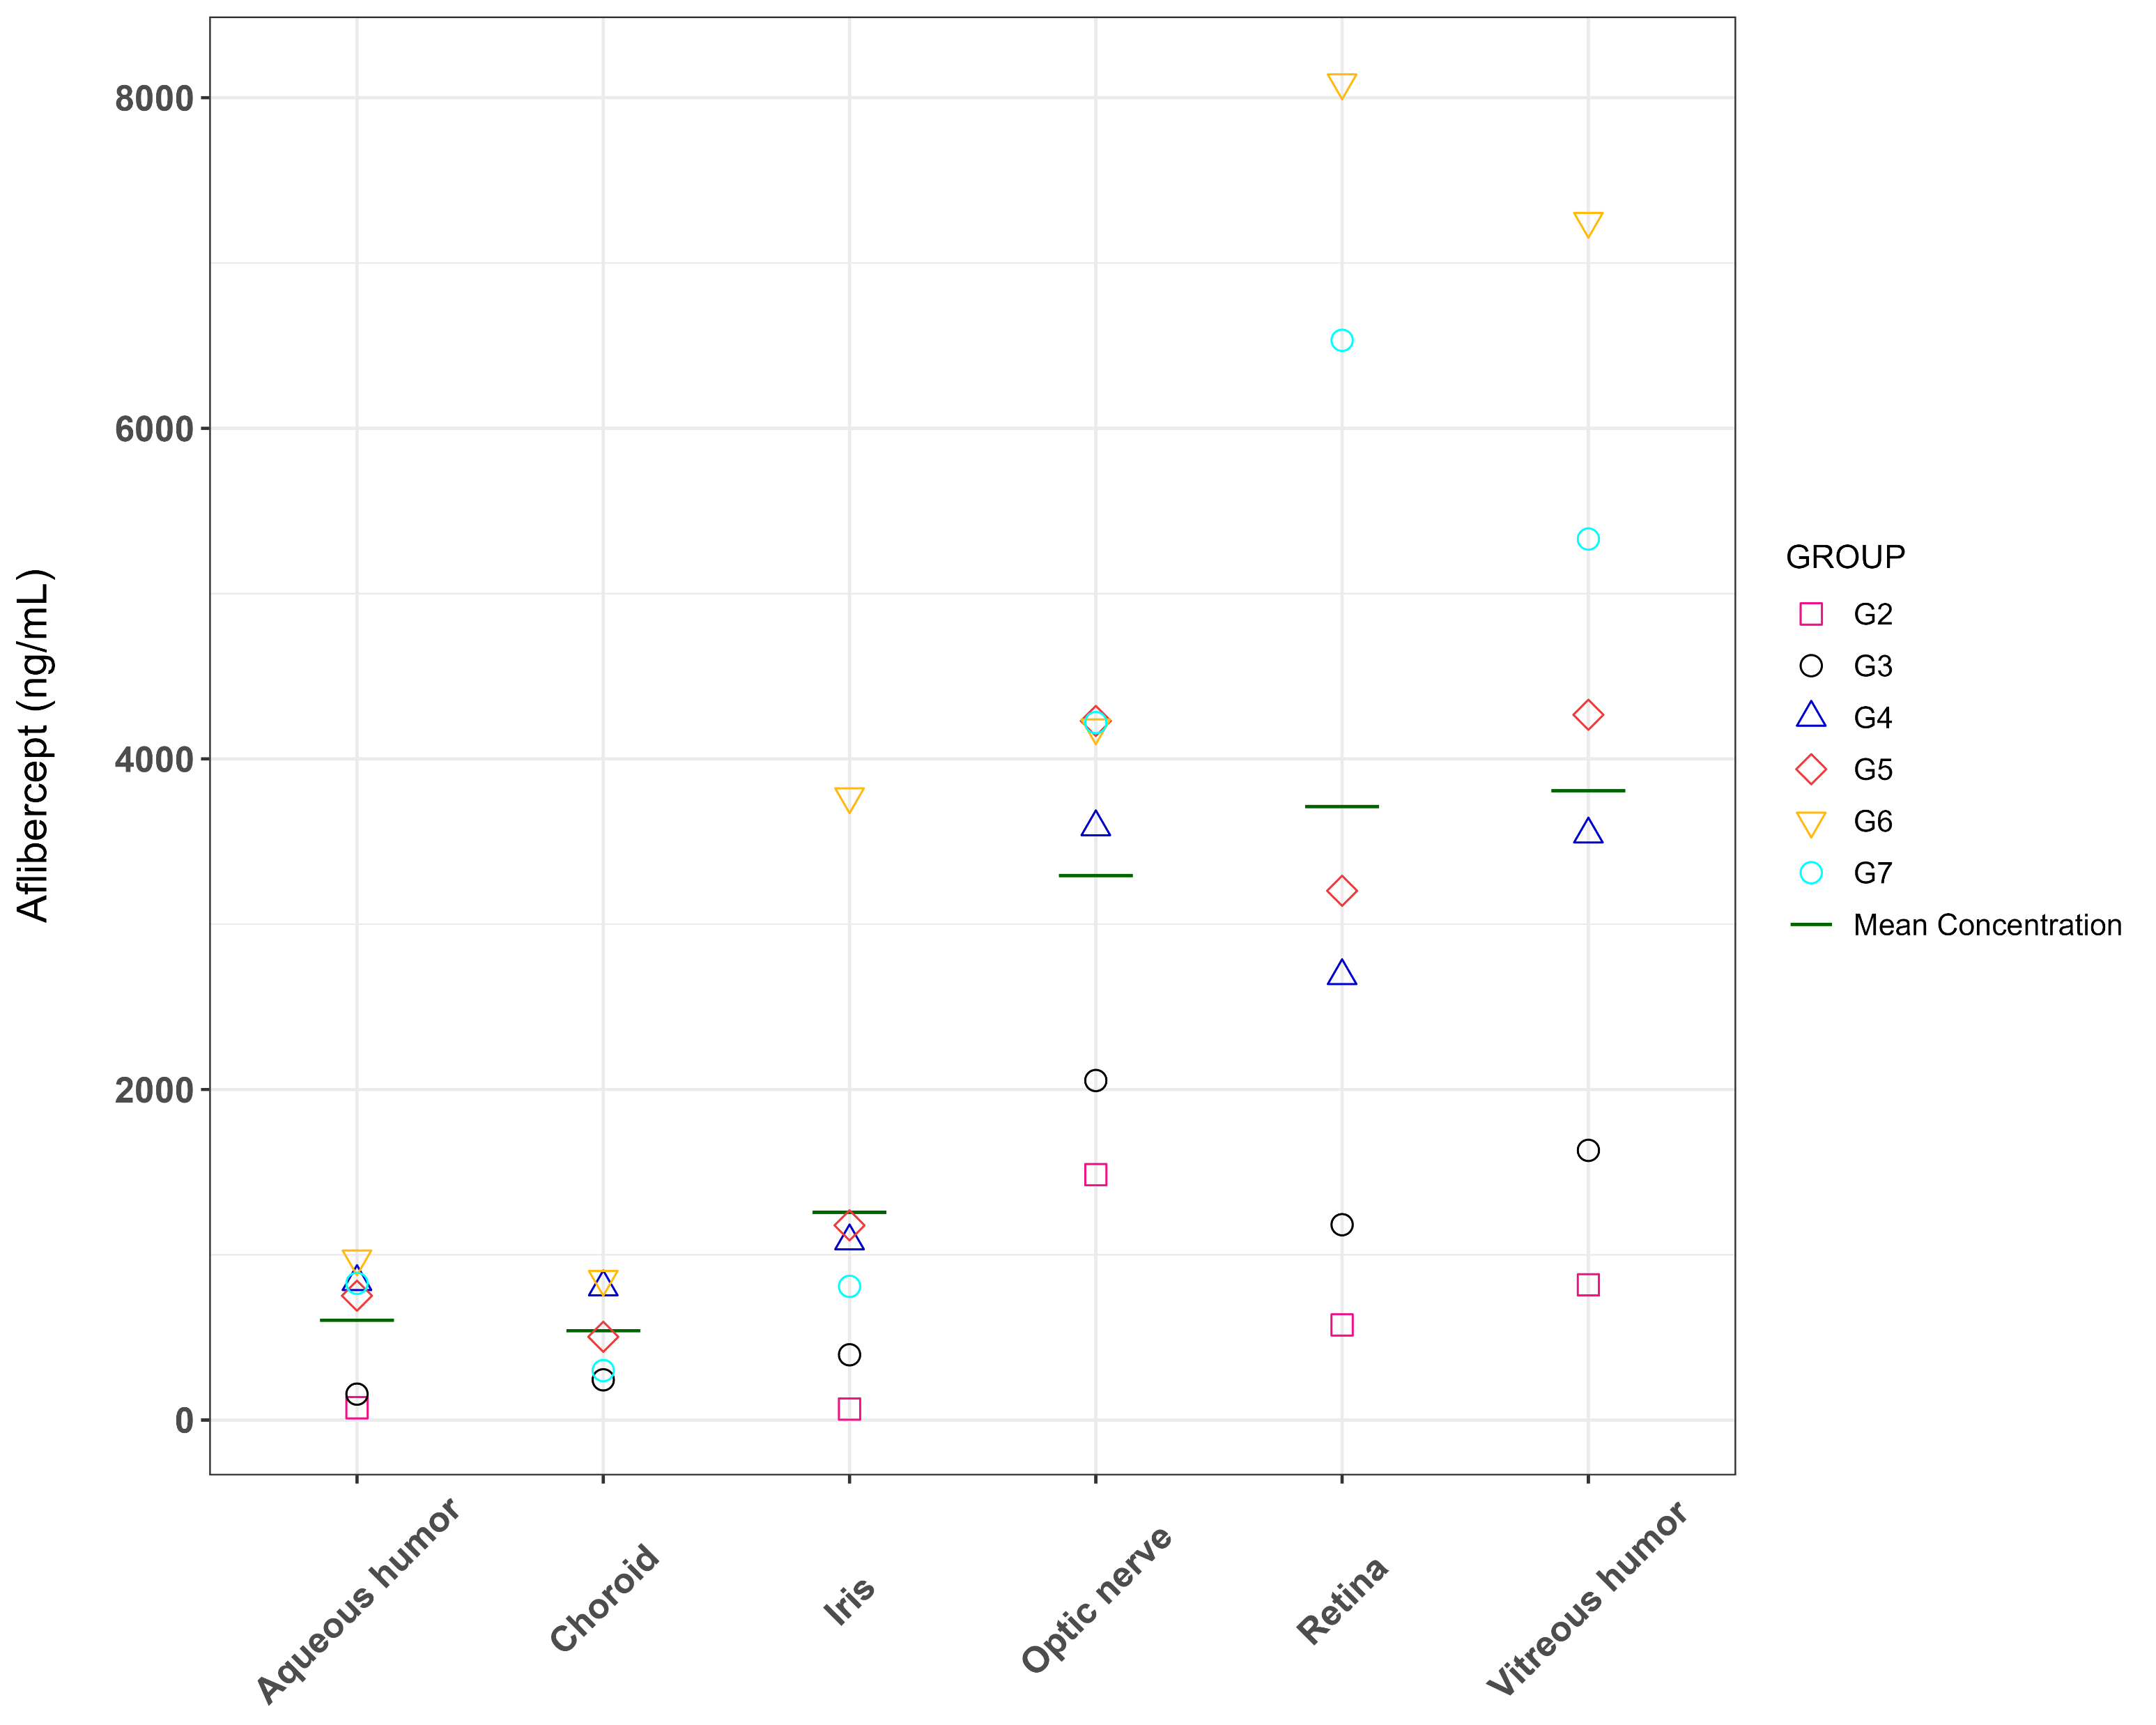 Aflibercept (ng/mL)
8000
6000
4000
2000
0
Aqueous humor
Choroid
Iris
Optic nerve
Retina
Vitreous humor
GROUP
G2
G3
G4
G5
G6
G7
Mean Concentration